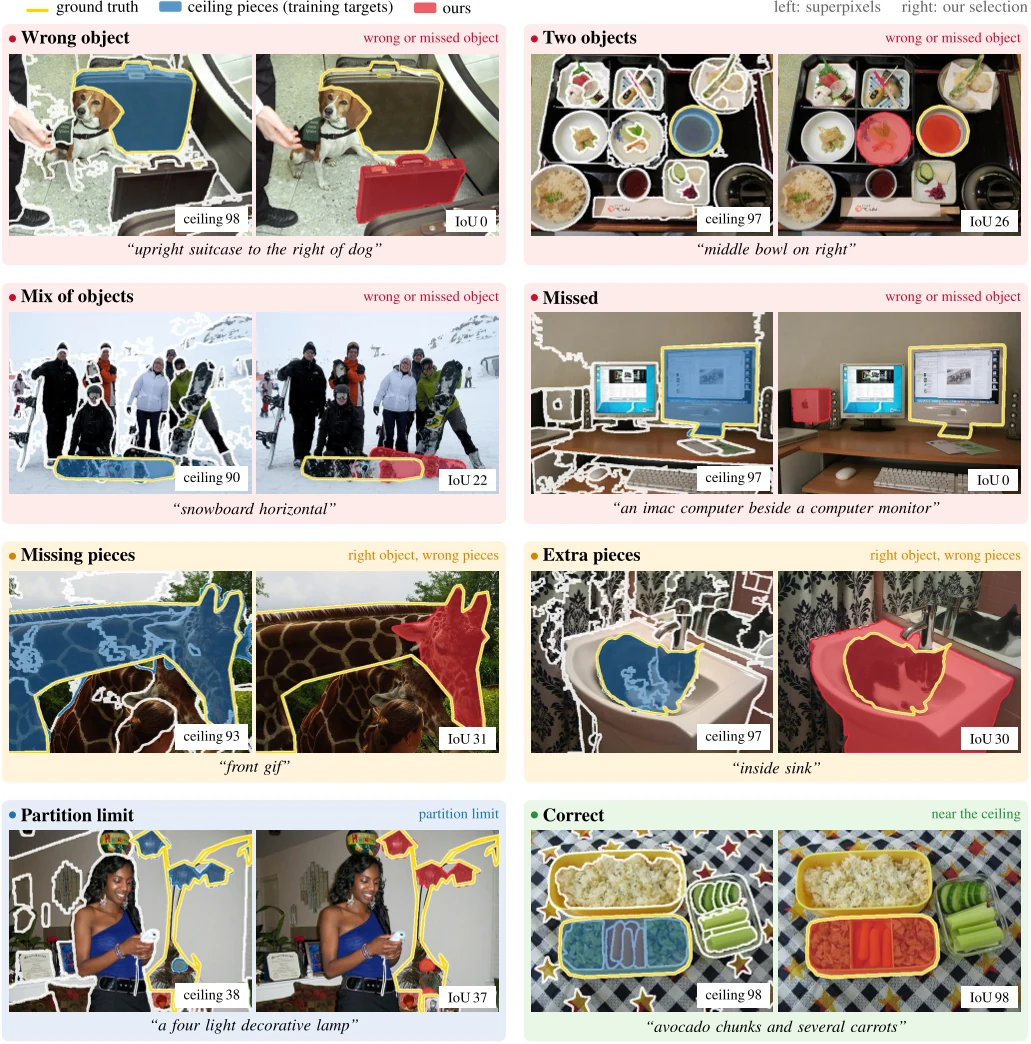 ground truth ceiling pieces (training targets) ours left: superpixels right: our selection
Wrong object wrong or missed object
ceiling 98 IoU 0
“upright suitcase to the right of dog”
Two objects wrong or missed object
ceiling 97 IoU 26
“middle bowl on right”
Mix of objects wrong or missed object
ceiling 90 IoU 22
“snowboard horizontal”
Missed wrong or missed object
ceiling 97 IoU 0
“an imac computer beside a computer monitor”
Missing pieces right object, wrong pieces
ceiling 93 IoU 31
“front gif”
Extra pieces right object, wrong pieces
ceiling 97 IoU 30
“inside sink”
Partition limit partition limit
ceiling 38 IoU 37
“a four light decorative lamp”
Correct near the ceiling
ceiling 98 IoU 98
“avocado chunks and several carrots”